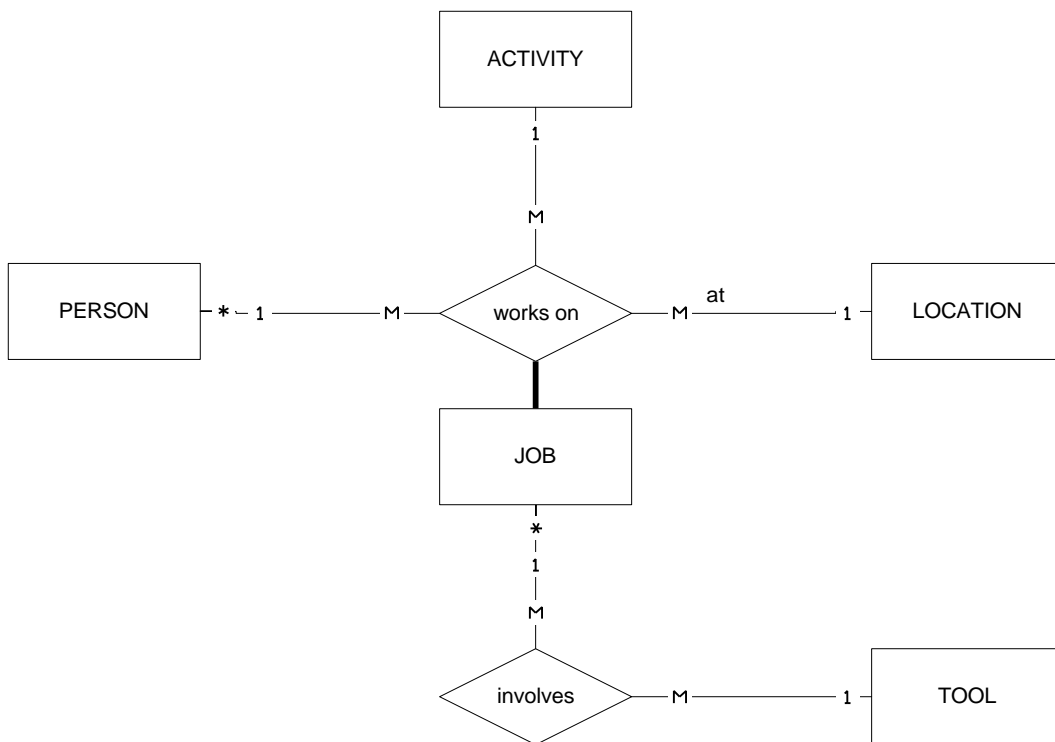 ACTIVITY
1
M
PERSON
* 1
M
works on
M
at
1
LOCATION
JOB
*
1
M
involves
M
1
TOOL